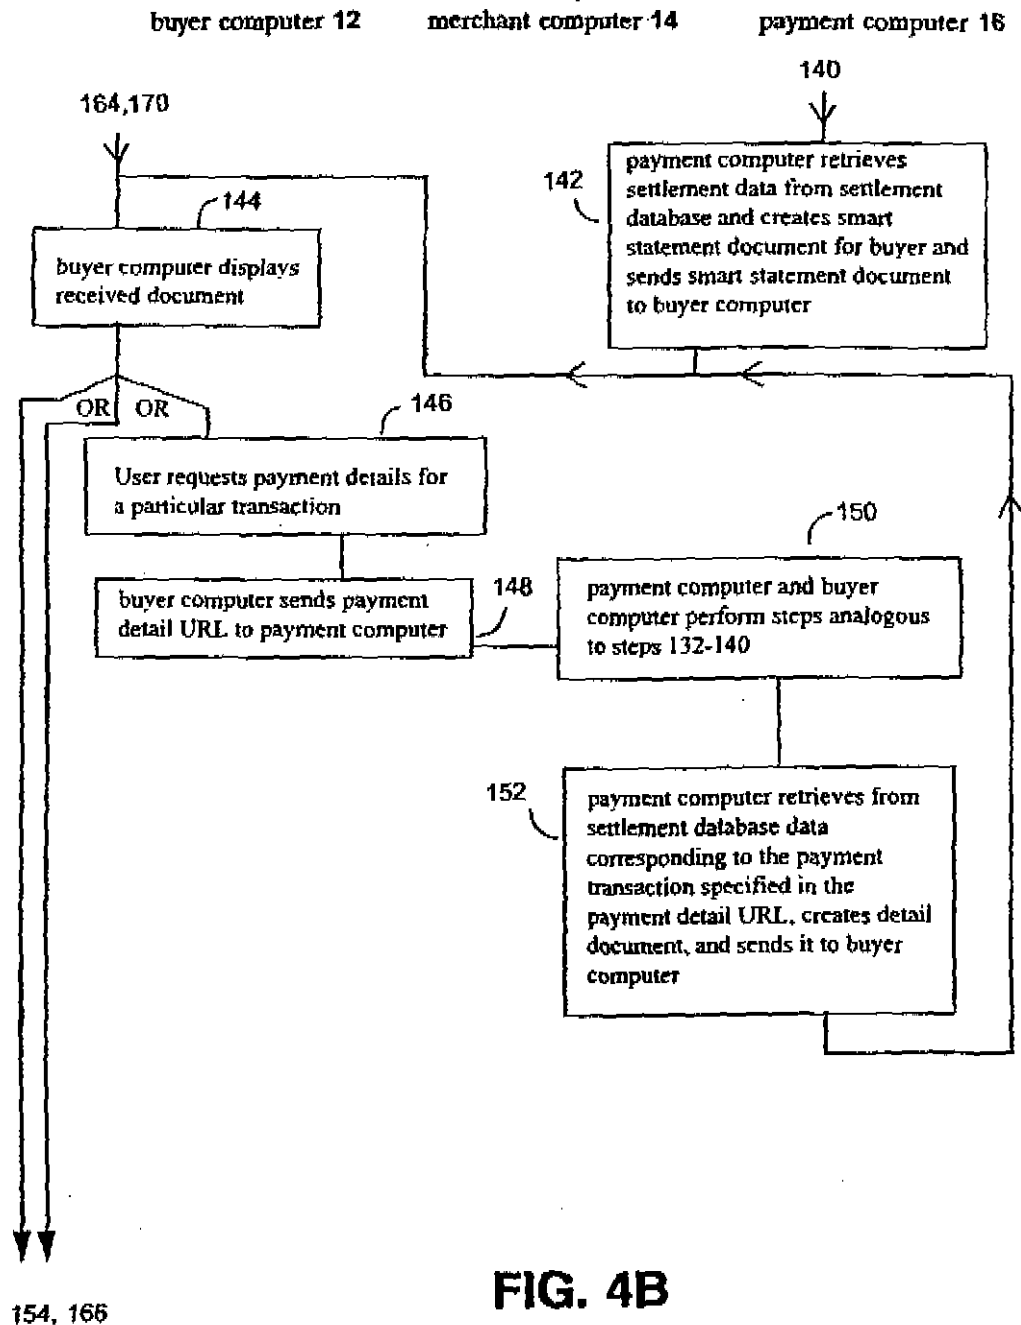 buyer computer 12 merchant computer 14 payment computer 16
140
164,170
142
payment computer retrieves
settlement data from settlement
database and creates smart
statement document for buyer and
sends smart statement document
to buyer computer
144
buyer computer displays
received document
OR OR
146
User requests payment details for
a particular transaction
150
148
buyer computer sends payment
detail URL to payment computer
payment computer and buyer
computer perform steps analogous
to steps 132-140
152
payment computer retrieves from
settlement database data
corresponding to the payment
transaction specified in the
payment detail URL, creates detail
document, and sends it to buyer
computer
FIG. 4B
154, 166